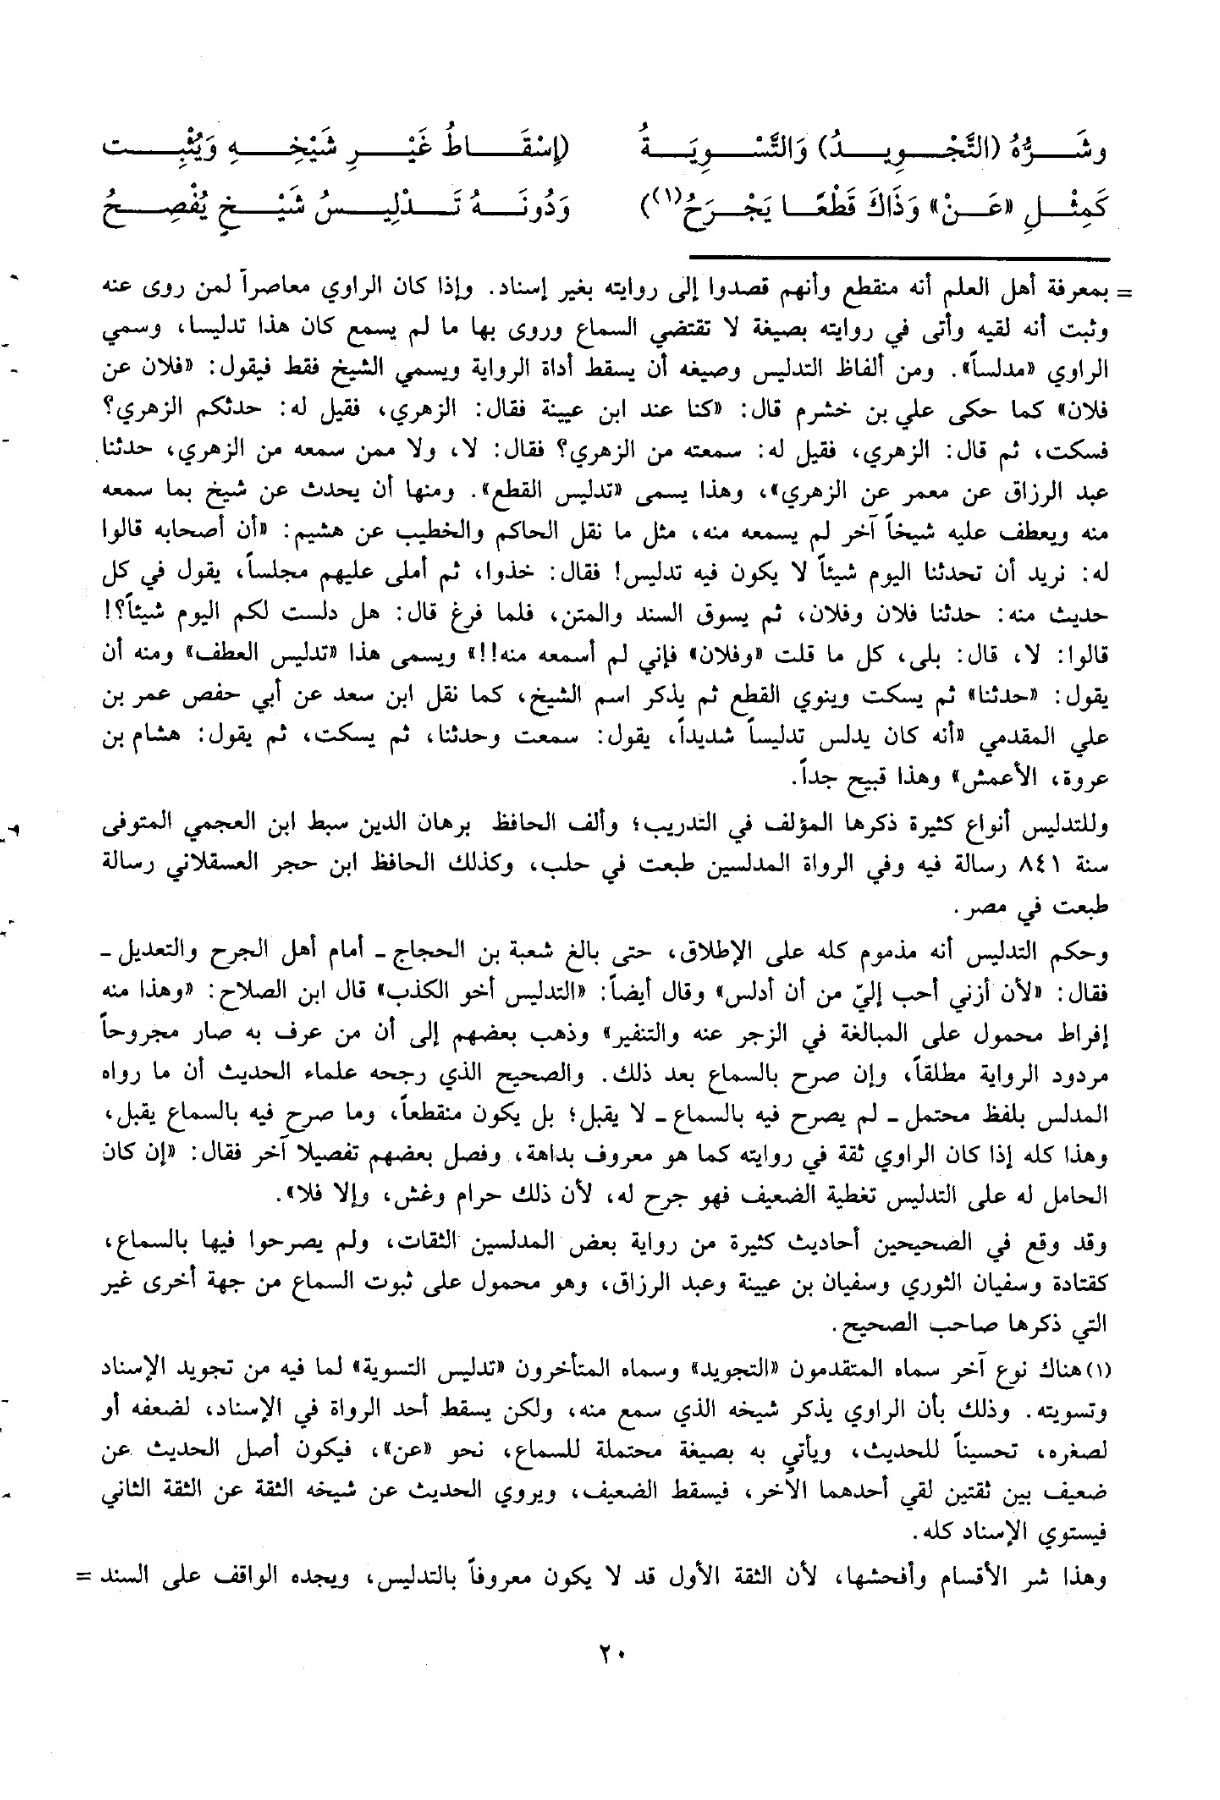 وَشَرُّهُ (التَّجْوِيدُ) وَالتَّسْوِيَةُ (إِسْقَاطُ غَيْرِ شَيْخِهِ وَيُثْبِت
كَمِثْلِ «عَنْ» وَذَاكَ قَطْعًا يَجْرَحُ(١)) وَدُونَهُ تَدْلِيسُ شَيْخٍ يُفْصِحُ
= بمعرفة أهل العلم أنه منقطع وأنهم قصدوا إلى روايته بغير إسناد. وإذا كان الراوي معاصراً لمن روى عنه
وثبت أنه لقيه وأتى في روايته بصيغة لا تقتضي السماع وروى بها ما لم يسمع كان هذا تدليسا، وسمي
الراوي «مدلساً». ومن ألفاظ التدليس وصيغه أن يسقط أداة الرواية ويسمي الشيخ فقط فيقول: «فلان عن
فلان» كما حكى علي بن خشرم قال: «كنا عند ابن عيينة فقال: الزهري، فقيل له: حدثكم الزهري؟
فسكت، ثم قال: الزهري، فقيل له: سمعته من الزهري؟ فقال: لا، ولا ممن سمعه من الزهري، حدثنا
عبد الرزاق عن معمر عن الزهري»، وهذا يسمى «تدليس القطع». ومنها أن يحدث عن شيخ بما سمعه
منه ويعطف عليه شيخاً آخر لم يسمعه منه، مثل ما نقل الحاكم والخطيب عن هشيم: «أن أصحابه قالوا
له: نريد أن تحدثنا اليوم شيئاً لا يكون فيه تدليس! فقال: خذوا، ثم أملى عليهم مجلساً، يقول في كل
حديث منه: حدثنا فلان وفلان، ثم يسوق السند والمتن، فلما فرغ قال: هل دلست لكم اليوم شيئاً؟!
قالوا: لا، قال: بلى، كل ما قلت «وفلان» فإني لم أسمعه منه!!» ويسمى هذا «تدليس العطف» ومنه أن
يقول: «حدثنا» ثم يسكت وينوي القطع ثم يذكر اسم الشيخ، كما نقل ابن سعد عن أبي حفص عمر بن
علي المقدمي «أنه كان يدلس تدليساً شديداً، يقول: سمعت وحدثنا، ثم يسكت، ثم يقول: هشام بن
عروة، الأعمش» وهذا قبيح جداً.
وللتدليس أنواع كثيرة ذكرها المؤلف في التدريب؛ وألف الحافظ برهان الدين سبط ابن العجمي المتوفى
سنة ٨٤١ رسالة فيه وفي الرواة المدلسين طبعت في حلب، وكذلك الحافظ ابن حجر العسقلاني رسالة
طبعت في مصر.
وحكم التدليس أنه مذموم كله على الإطلاق، حتى بالغ شعبة بن الحجاج ـ أمام أهل الجرح والتعديل ـ
فقال: «لأن أزني أحب إليّ من أن أدلس» وقال أيضاً: «التدليس أخو الكذب» قال ابن الصلاح: «وهذا منه
إفراط محمول على المبالغة في الزجر عنه والتنفير» وذهب بعضهم إلى أن من عرف به صار مجروحاً
مردود الرواية مطلقاً، وإن صرح بالسماع بعد ذلك. والصحيح الذي رجحه علماء الحديث أن ما رواه
المدلس بلفظ محتمل ـ لم يصرح فيه بالسماع ـ لا يقبل؛ بل يكون منقطعاً، وما صرح فيه بالسماع يقبل،
وهذا كله إذا كان الراوي ثقة في روايته كما هو معروف بداهة، وفصل بعضهم تفصيلا آخر فقال: «إن كان
الحامل له على التدليس تغطية الضعيف فهو جرح له، لأن ذلك حرام وغش، وإلا فلا».
وقد وقع في الصحيحين أحاديث كثيرة من رواية بعض المدلسين الثقات، ولم يصرحوا فيها بالسماع،
كقتادة وسفيان الثوري وسفيان بن عيينة وعبد الرزاق، وهو محمول على ثبوت السماع من جهة أخرى غير
التي ذكرها صاحب الصحيح.
(١) هناك نوع آخر سماه المتقدمون «التجويد» وسماه المتأخرون «تدليس التسوية» لما فيه من تجويد الإسناد
وتسويته. وذلك بأن الراوي يذكر شيخه الذي سمع منه، ولكن يسقط أحد الرواة في الإسناد، لضعفه أو
لصغره، تحسيناً للحديث، ويأتي به بصيغة محتملة للسماع، نحو «عن»، فيكون أصل الحديث عن
ضعيف بين ثقتين لقي أحدهما الآخر، فيسقط الضعيف، ويروي الحديث عن شيخه الثقة عن الثقة الثاني
فيستوي الإسناد كله.
وهذا شر الأقسام وأفحشها، لأن الثقة الأول قد لا يكون معروفاً بالتدليس، ويجده الواقف على السند =
٢٠